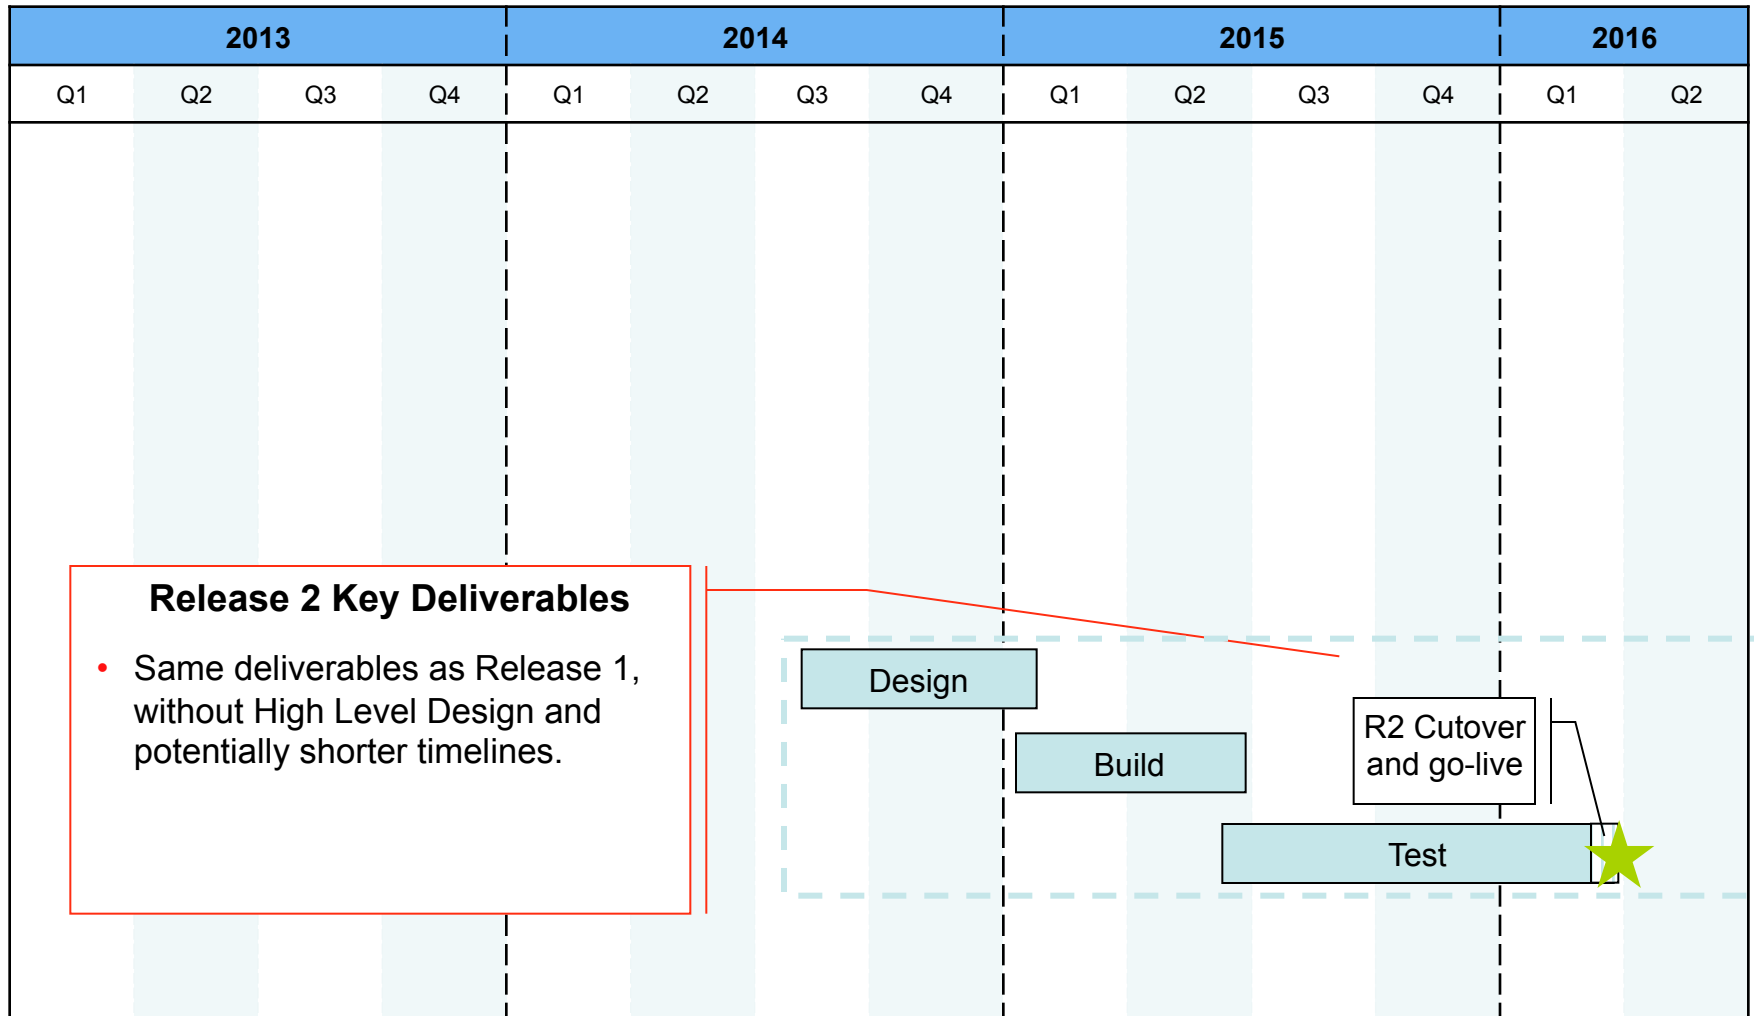 2013 2014 2015 2016
Q1 Q2 Q3 Q4 Q1 Q2 Q3 Q4 Q1 Q2 Q3 Q4 Q1 Q2
Release 2 Key Deliverables
• Same deliverables as Release 1,
without High Level Design and
potentially shorter timelines.
Design
Build
R2 Cutover
and go-live
Test